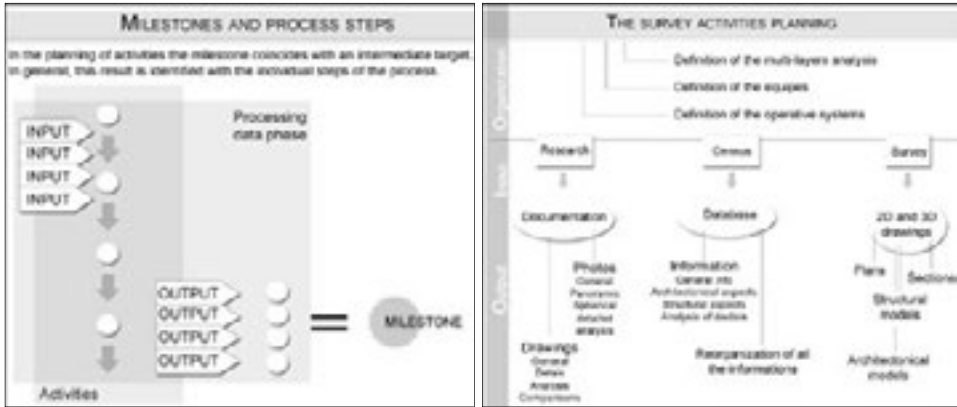 MILESTONES AND PROCESS STEPS
In the planning of activities the milestone coincides with an intermediate target.
In general, this result is identified with the individual steps of the process.
Processing
data phase
INPUT
INPUT
INPUT
INPUT
OUTPUT
OUTPUT
OUTPUT
OUTPUT
MILESTONE
Activities
THE SURVEY ACTIVITIES PLANNING
Organization
Definition of the multi-layers analysis
Definition of the equipes
Definition of the operative systems
Input
Research
Census
Survey
Output
Documentation
Database
2D and 3D
drawings
Photos
General
Panoramic
Spherical
detailed
analysis
Information
General info
Architectonical aspects
Structural aspects
Analysis of
Plans
Sections
Structural
models
Drawings
General
Analysis
Comparisons
Reorganization of all
the informations
Architectonical
models